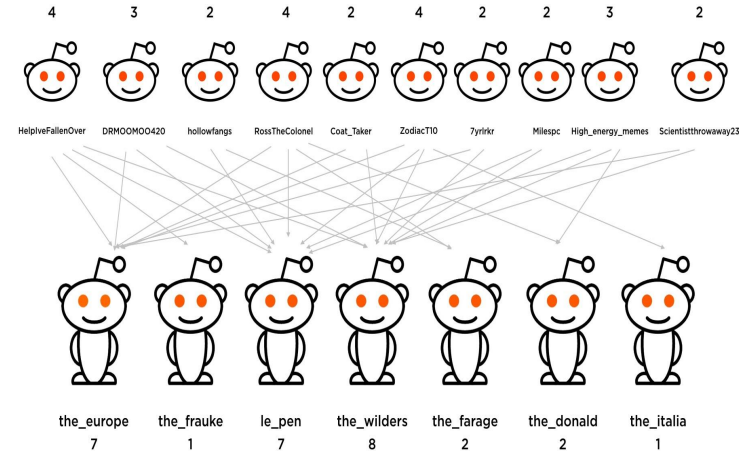 4 3 2 4 2 4 2 2 3 2
HelpIveFallenOver DRMOOMOO420 hollowfangs RossTheColonel Coat_Taker ZodiacT10 7yrlrkr Milespc High_energy_memes Scientistthrowaway23
the_europe the_frauke le_pen the_wilders the_farage the_donald the_italia
7 1 7 8 2 2 1